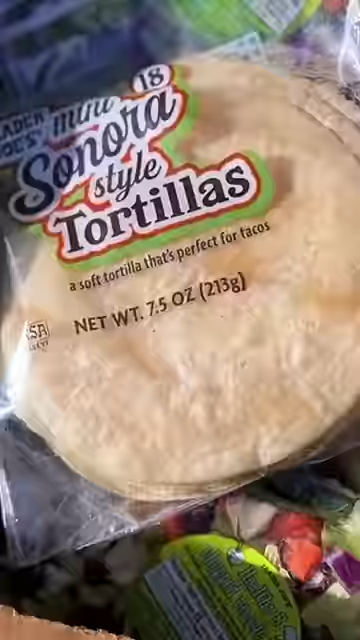 18
mini
Sonora
style
Tortillas
a soft tortilla that's perfect for tacos
NET WT. 7.5 OZ (213g)